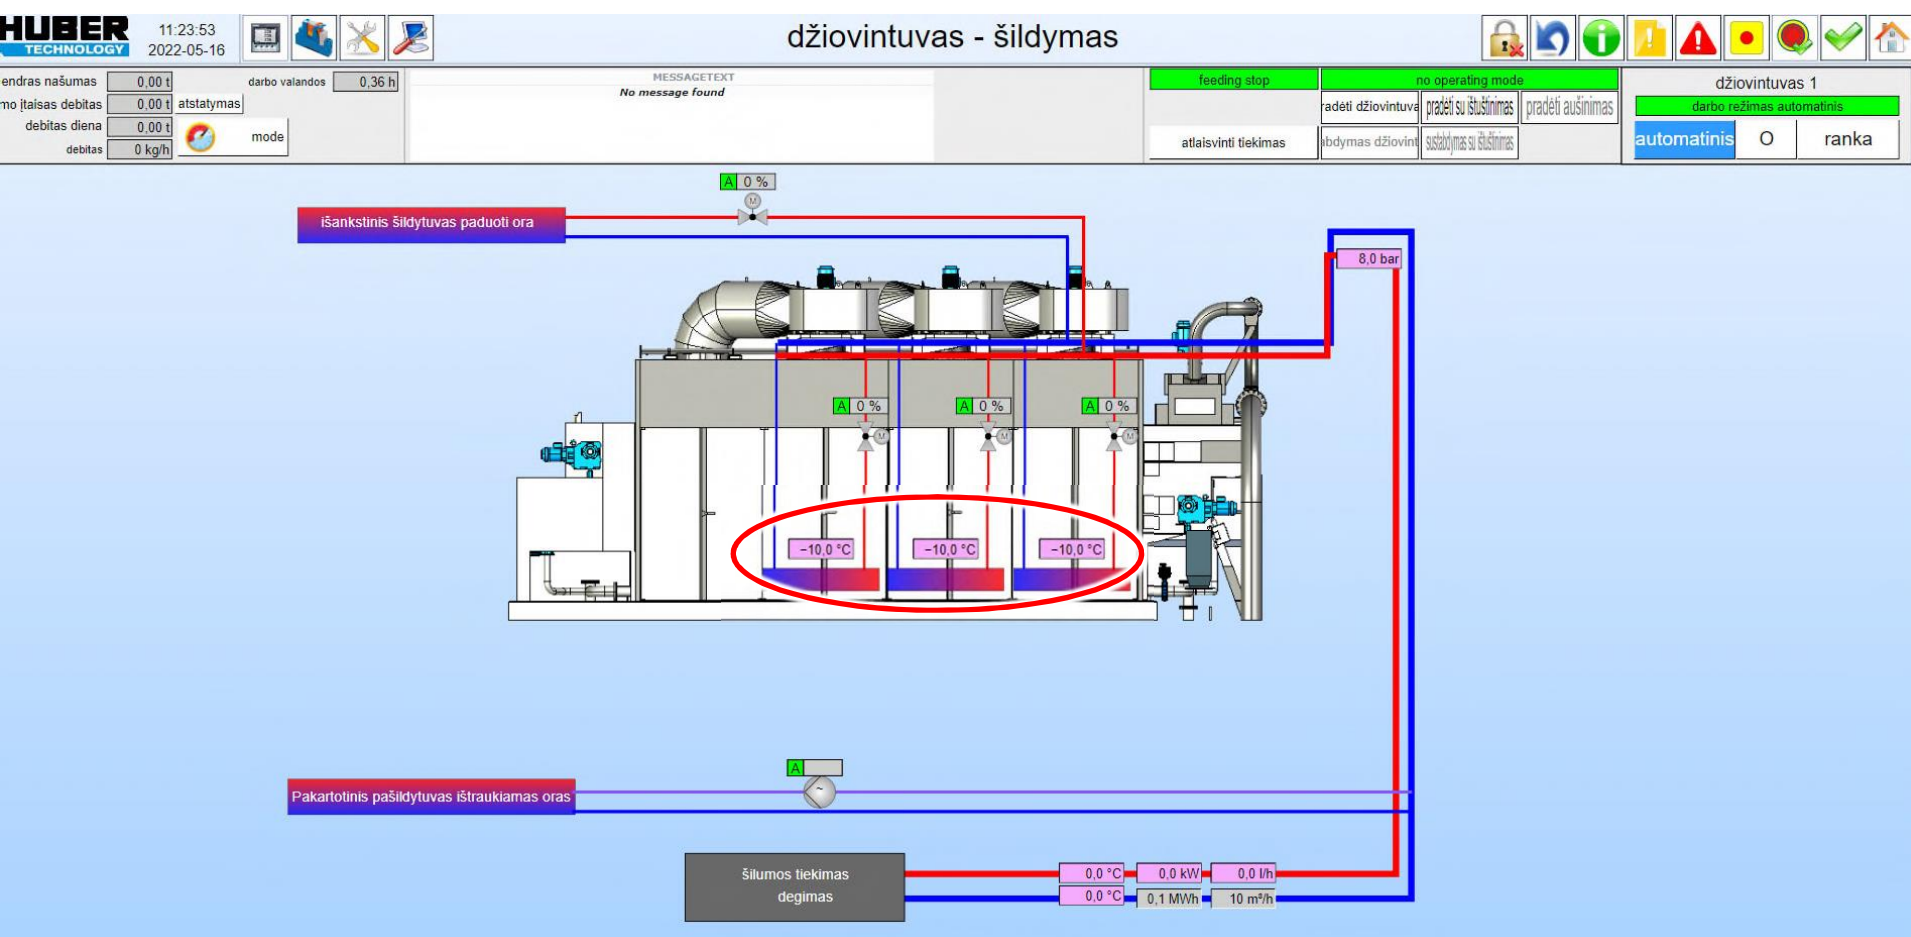 HUBER
TECHNOLOGY
11:23:53
2022-05-16
džiovintuvas - šildymas
endras našumas 0,00 t
darbo valandos 0,36 h
mo įtaisas debitas 0,00 t atstatymas
debitas diena 0,00 t
debitas 0 kg/h
mode
MESSAGETEXT
No message found
feeding stop
no operating mode
radėti džiovintuva pradėti su ištuštinimas pradėti aušinimas
atlaisvinti tiekimas
abdymas džiovint sustabdymas su ištuštinimas
džiovintuvas 1
darbo režimas automatinis
automatinis O ranka
A 0 %
M
išankstinis šildytuvas paduoti ora
8,0 bar
A 0 % A 0 % A 0 %
M M M
−10,0 °C −10,0 °C −10,0 °C
A
~
Pakartotinis pašildytuvas ištraukiamas oras
šilumos tiekimas
degimas
0,0 °C 0,0 kW 0,0 l/h
0,0 °C 0,1 MWh 10 m³/h